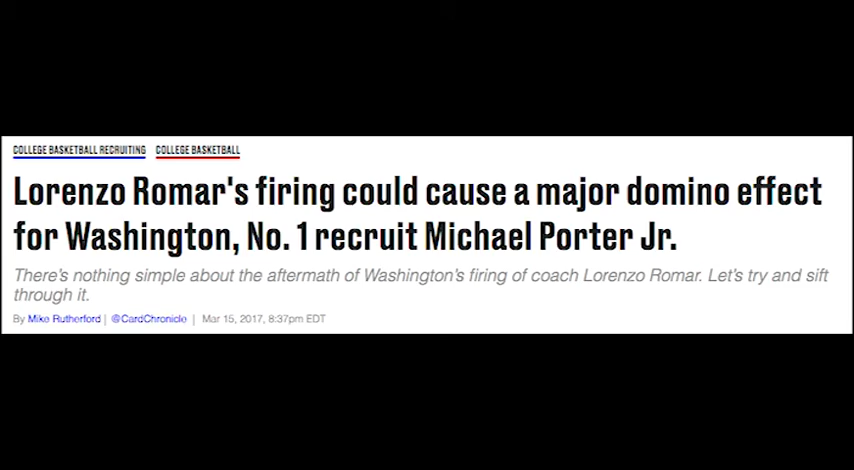 COLLEGE BASKETBALL RECRUITING COLLEGE BASKETBALL
Lorenzo Romar's firing could cause a major domino effect
for Washington, No. 1 recruit Michael Porter Jr.
There's nothing simple about the aftermath of Washington's firing of coach Lorenzo Romar. Let's try and sift
through it.
By Mike Rutherford | @CardChronicle | Mar 15, 2017, 8:37pm EDT